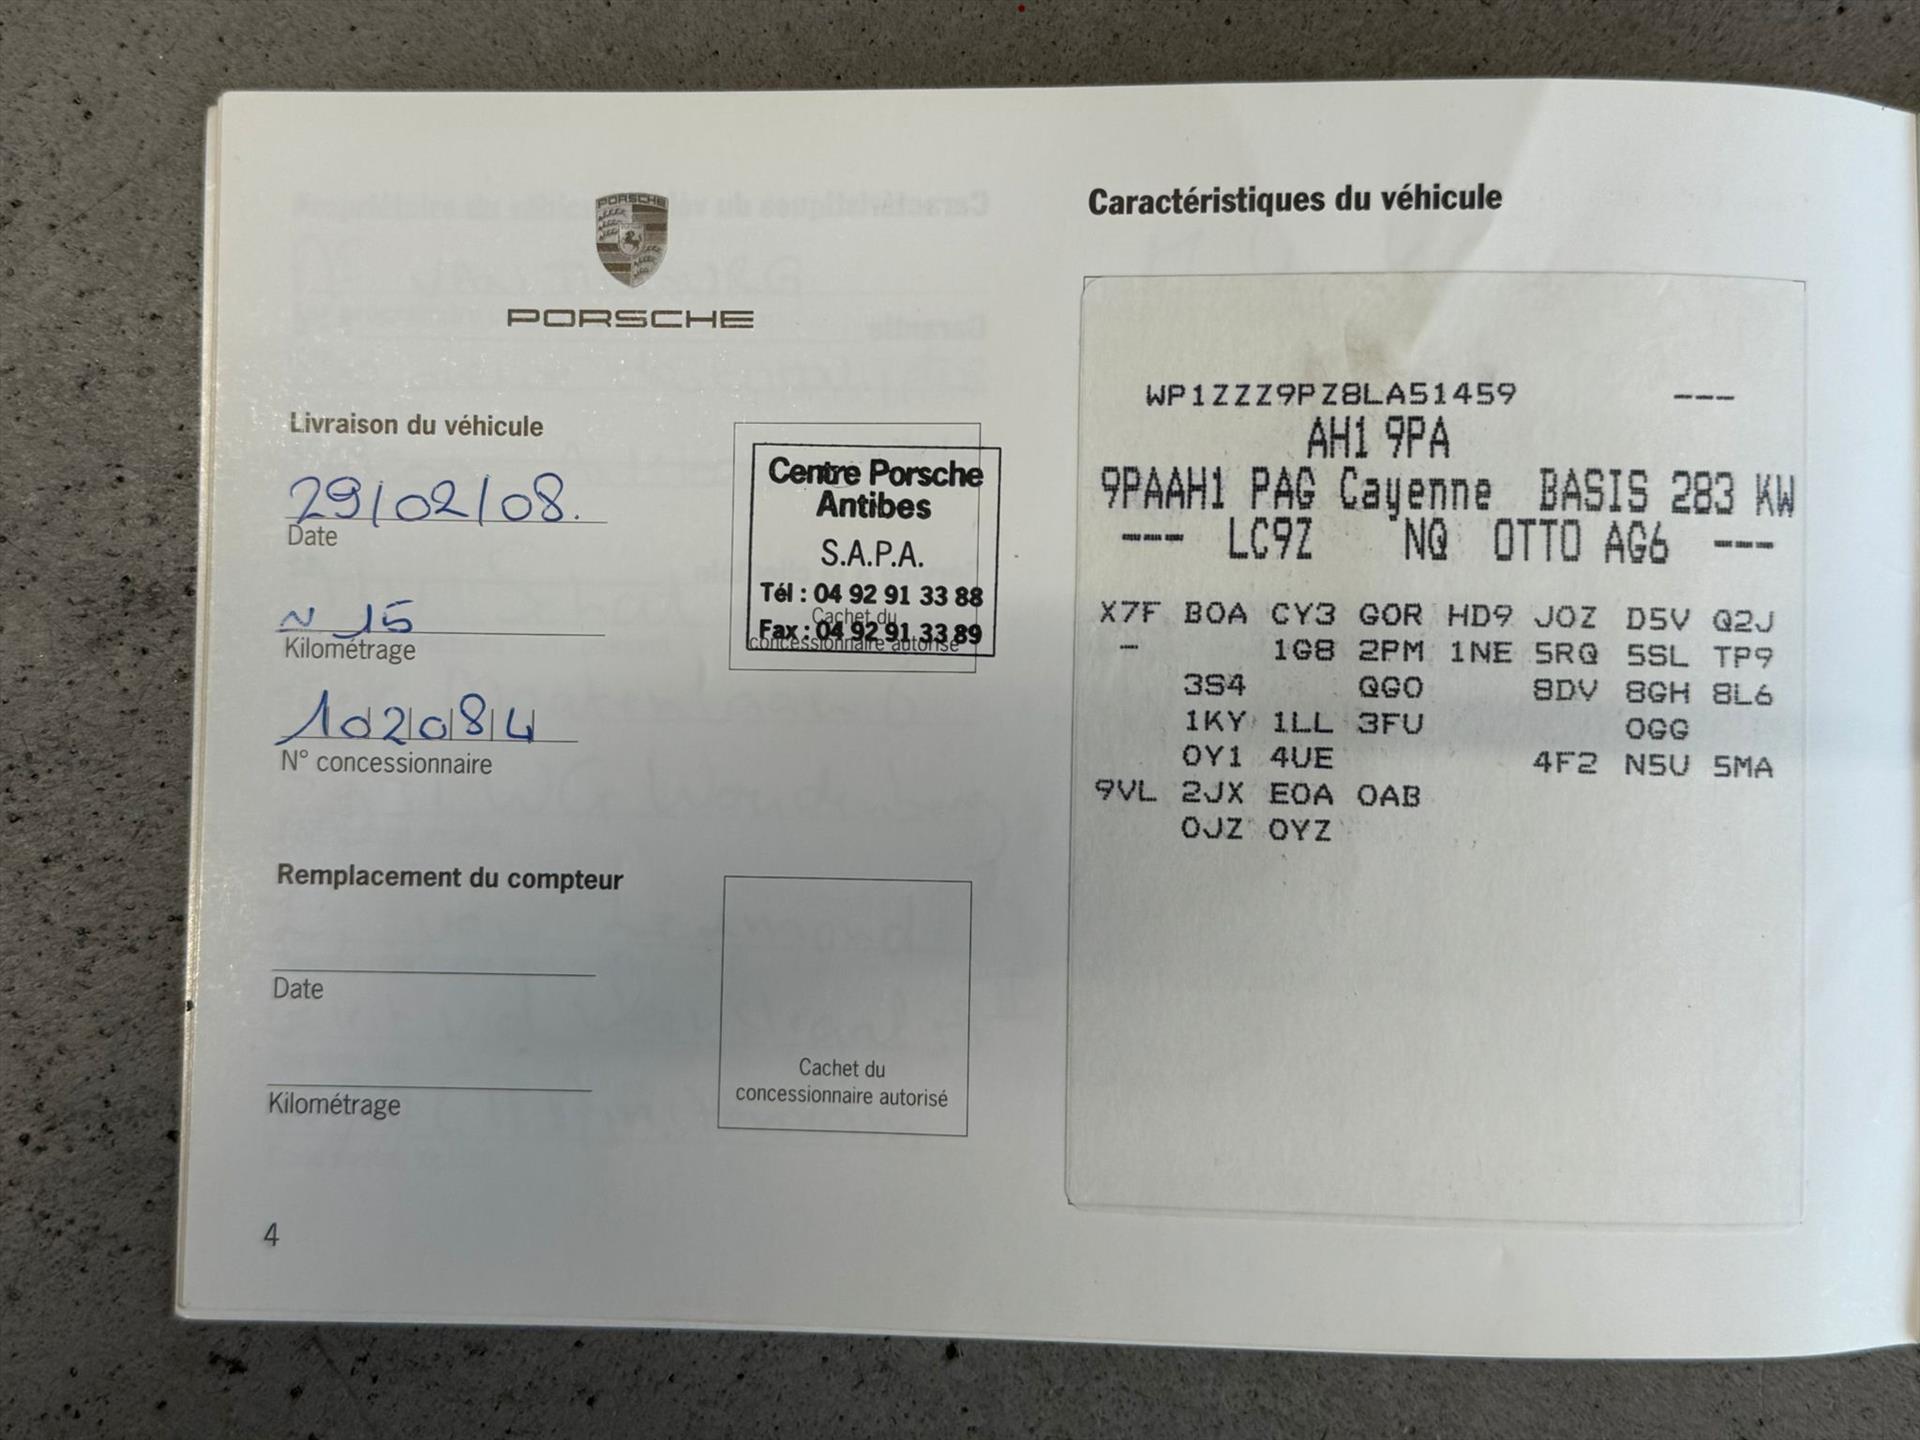 PORSCHE
PORSCHE
Livraison du véhicule
29/02/08.
Date
~ 15
Kilométrage
102084
N° concessionnaire
Centre Porsche
Antibes
S.A.P.A.
Tél : 04 92 91 33 88
Fax : 04 92 91 33 89
Cachet du
concessionnaire autorisé
Remplacement du compteur
Date
Kilométrage
Cachet du
concessionnaire autorisé
4
Caractéristiques du véhicule
WP1ZZZ9PZ8LA51459 ---
AH1 9PA
9PAAH1 PAG Cayenne BASIS 283 KW
--- LC9Z NQ OTTO AG6 ---
X7F B0A CY3 G0R HD9 J0Z D5V Q2J
- 1G8 2PM 1NE 5RQ 5SL TP9
3S4 QG0 8DV 8GH 8L6
1KY 1LL 3FU 0GG
0Y1 4UE 4F2 N5U 5MA
9VL 2JX E0A 0AB
0JZ 0YZ